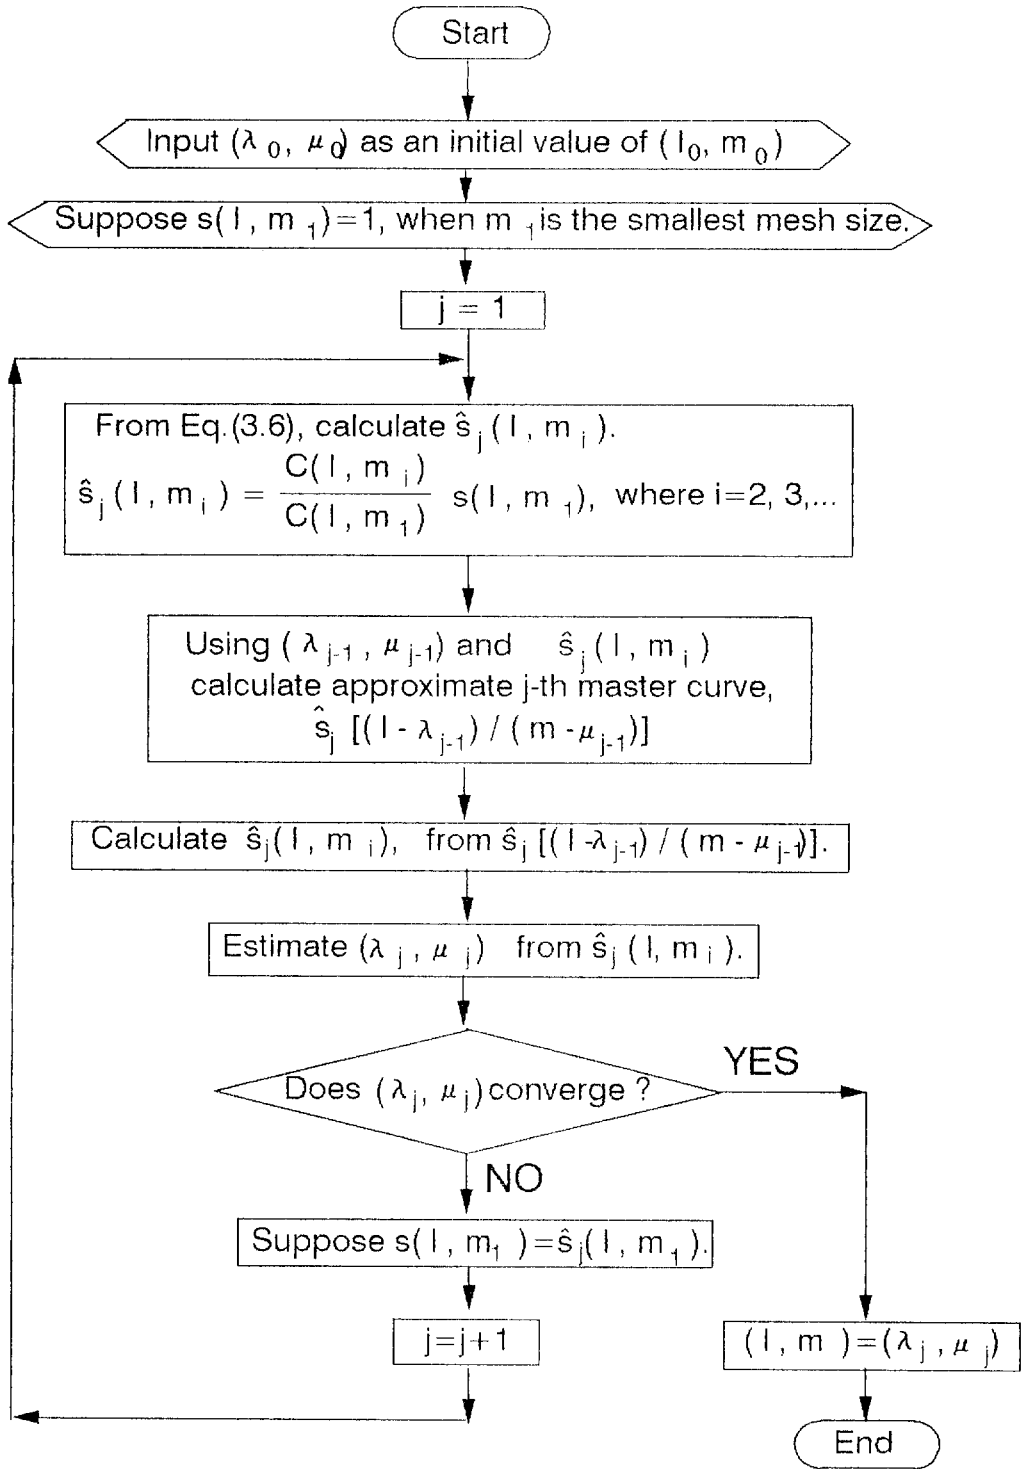 Start
Input (λ₀, μ₀) as an initial value of (l₀, m₀)
Suppose s(l, m₁)=1, when m₁ is the smallest mesh size.
j = 1
From Eq.(3.6), calculate ŝⱼ(l, mᵢ).
ŝⱼ(l, mᵢ) = C(l, mᵢ) / C(l, m₁) s(l, m₁), where i=2, 3,...
Using (λⱼ₋₁, μⱼ₋₁) and ŝⱼ(l, mᵢ)
calculate approximate j-th master curve,
ŝⱼ [(l - λⱼ₋₁) / (m - μⱼ₋₁)]
Calculate ŝⱼ(l, mᵢ), from ŝⱼ [(l - λⱼ₋₁) / (m - μⱼ₋₁)].
Estimate (λⱼ, μⱼ) from ŝⱼ(l, mᵢ).
Does (λⱼ, μⱼ) converge ?
YES
NO
Suppose s(l, m₁)=ŝⱼ(l, m₁).
j=j+1
(l, m )=(λⱼ, μⱼ)
End